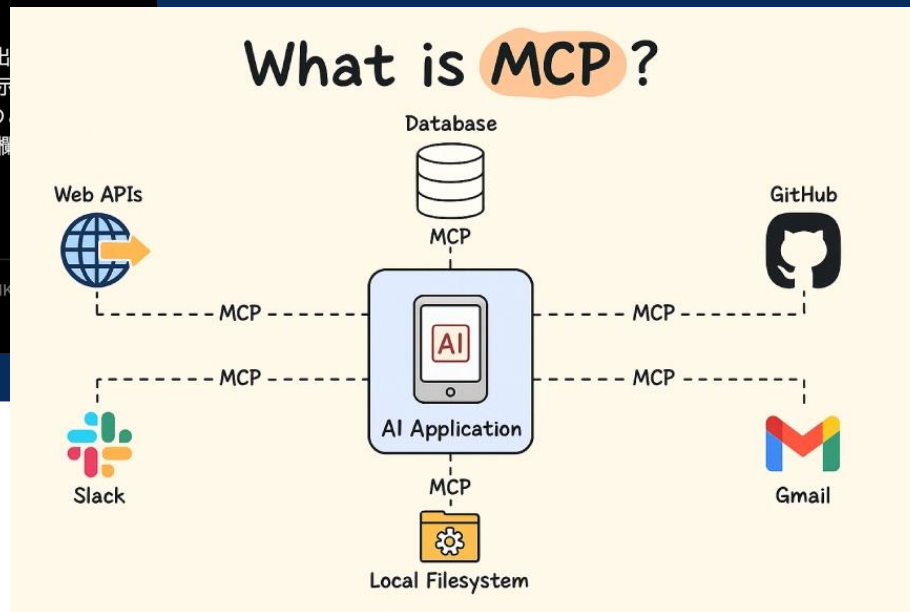 What is MCP?
Database
Web APIs
GitHub
MCP
MCP
MCP
AI
MCP
MCP
AI Application
Slack
MCP
Gmail
Local Filesystem
出